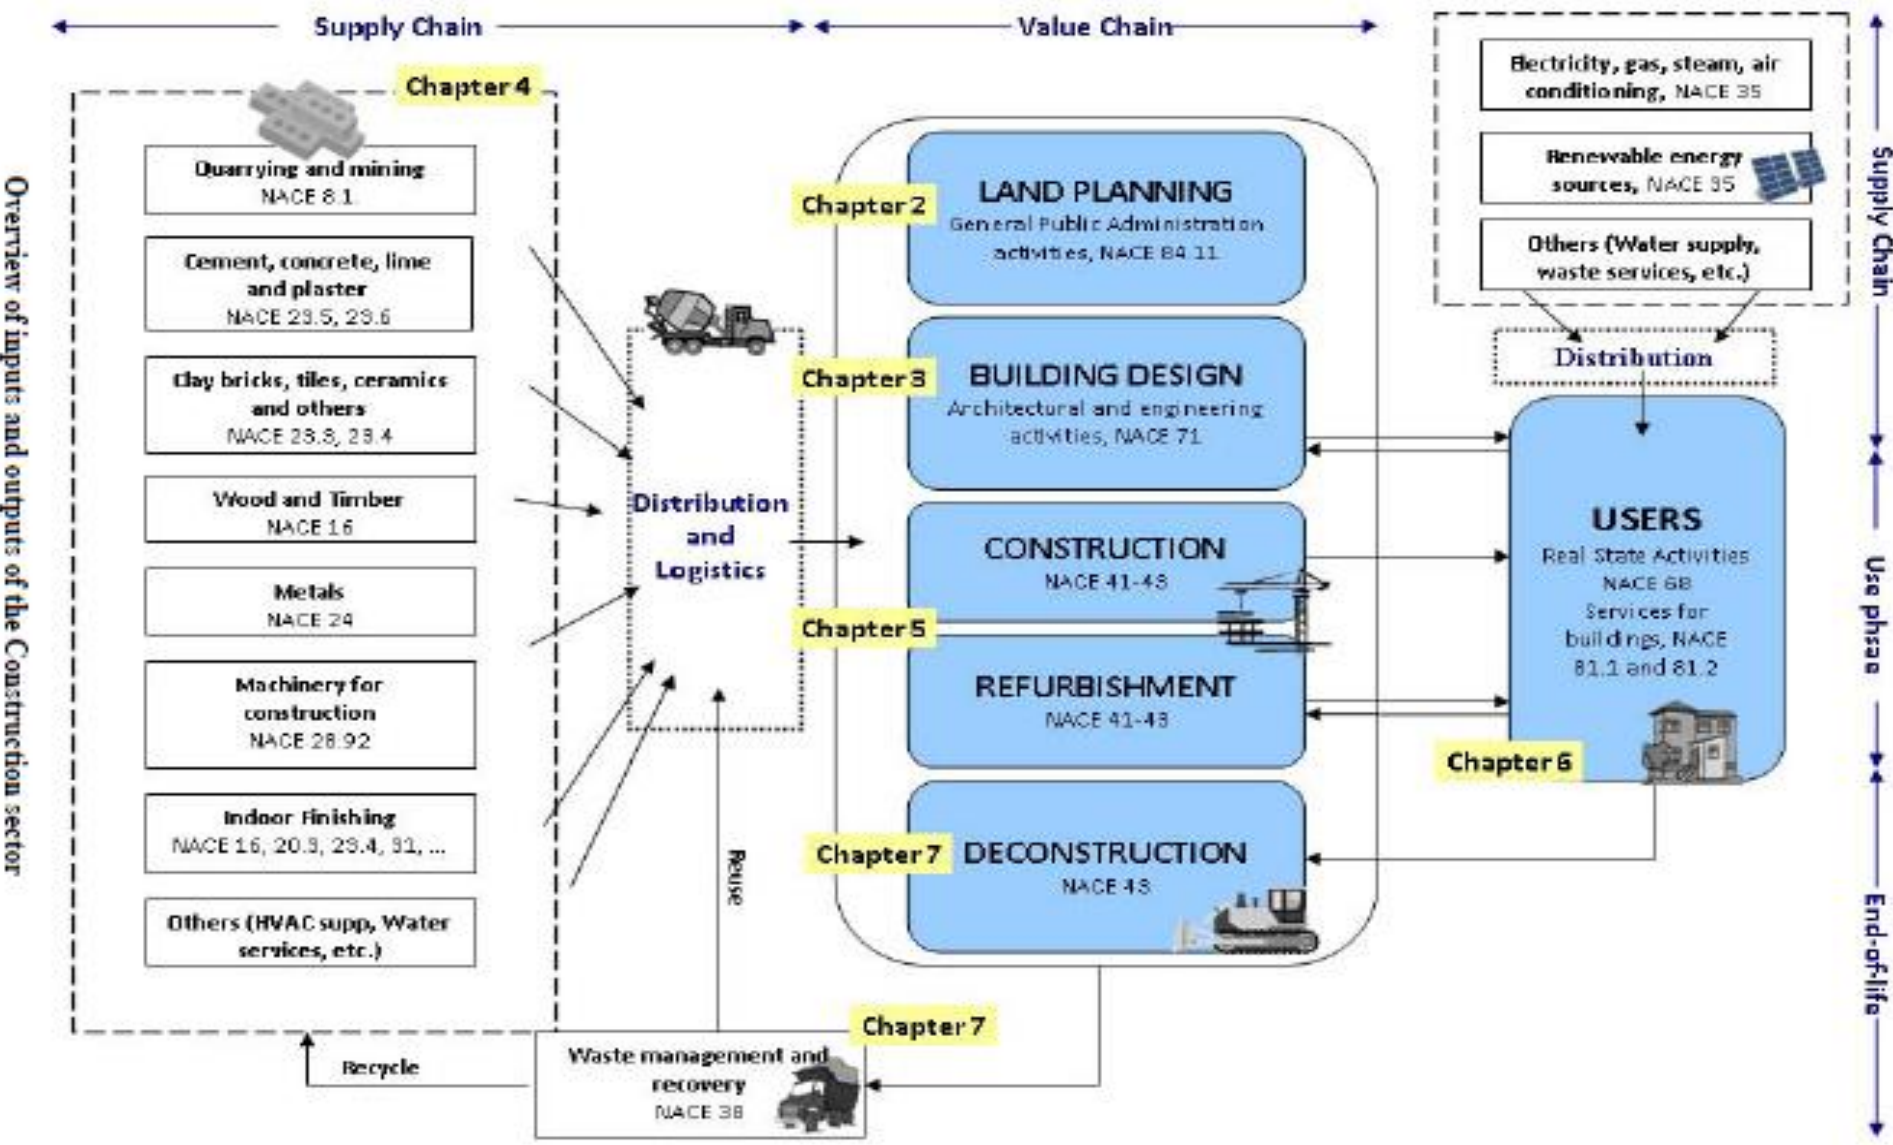 Supply Chain
Value Chain
Chapter 4
Quarrying and mining
NACE 8.1
Cement, concrete, lime
and plaster
NACE 23.5, 23.6
Clay bricks, tiles, ceramics
and others
NACE 23.3, 23.4
Wood and Timber
NACE 16
Metals
NACE 24
Machinery for
construction
NACE 28.92
Indoor Finishing
NACE 16, 20.3, 23.4, 31, ...
Others (HVAC supp, Water
services, etc.)
Distribution
and
Logistics
Chapter 2
LAND PLANNING
General Public Administration
activities, NACE 84.11
Chapter 3
BUILDING DESIGN
Architectural and engineering
activities, NACE 71
CONSTRUCTION
NACE 41-43
Chapter 5
REFURBISHMENT
NACE 41-43
Chapter 7
DECONSTRUCTION
NACE 43
Electricity, gas, steam, air
conditioning, NACE 35
Renewable energy
sources, NACE 35
Others (Water supply,
waste services, etc.)
Distribution
USERS
Real State Activities
NACE 68
Services for
buildings, NACE
81.1 and 81.2
Chapter 6
Reuse
Recycle
Chapter 7
Waste management and
recovery
NACE 38
Supply Chain
Use phsae
End-of-life
Overview of inputs and outputs of the Construction sector